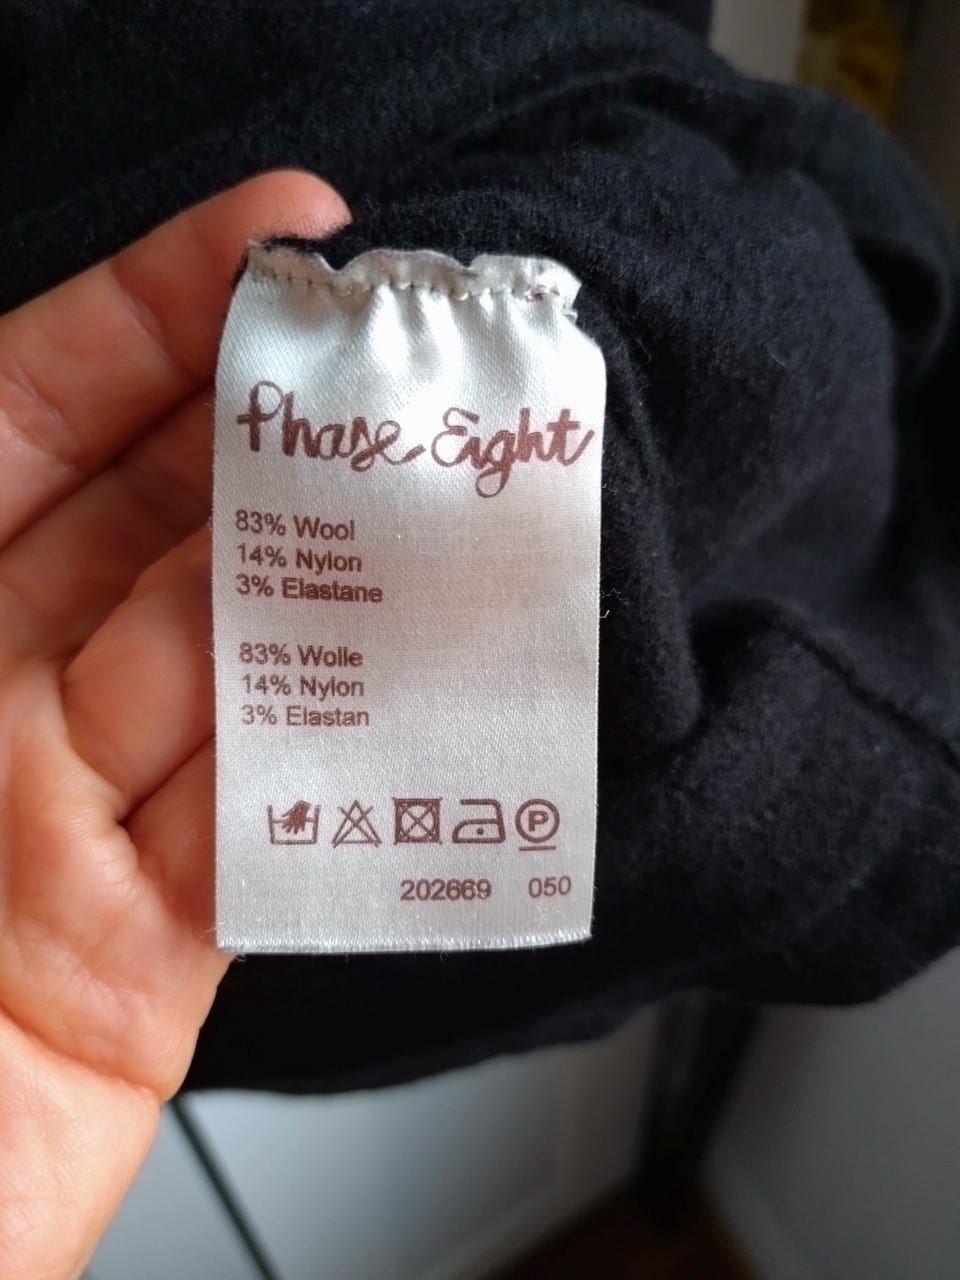 Phase Eight
83% Wool
14% Nylon
3% Elastane
83% Wolle
14% Nylon
3% Elastan
P
202669 050